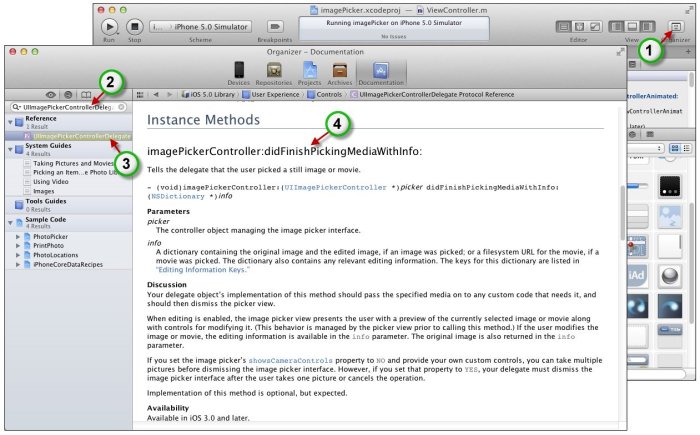 imagePicker.xcodeproj — ViewController.m
Run
Stop
i... › iPhone 5.0 Simulator
Scheme
Breakpoints
Running imagePicker on iPhone 5.0 Simulator
No Issues
Editor
View
Organizer
1
Organizer - Documentation
Devices
Repositories
Projects
Archives
Documentation
2
UIImagePickerControllerDeleg
iOS 5.0 Library
User Experience
Controls
UIImagePickerControllerDelegate Protocol Reference
Reference
1 Result
UIImagePickerControllerDelegate
3
System Guides
4 Results
Taking Pictures and Movies
Picking an Item...e Photo Lib
Using Video
Images
Tools Guides
0 Results
Sample Code
4 Results
PhotoPicker
PrintPhoto
PhotoLocations
iPhoneCoreDataRecipes
Instance Methods
4
imagePickerController:didFinishPickingMediaWithInfo:
Tells the delegate that the user picked a still image or movie.
- (void)imagePickerController:(UIImagePickerController *)picker didFinishPickingMediaWithInfo:
(NSDictionary *)info
Parameters
picker
The controller object managing the image picker interface.
info
A dictionary containing the original image and the edited image, if an image was picked; or a filesystem URL for the movie, if a
movie was picked. The dictionary also contains any relevant editing information. The keys for this dictionary are listed in
"Editing Information Keys."
Discussion
Your delegate object's implementation of this method should pass the specified media on to any custom code that needs it, and
should then dismiss the picker view.
When editing is enabled, the image picker view presents the user with a preview of the currently selected image or movie along
with controls for modifying it. (This behavior is managed by the picker view prior to calling this method.) If the user modifies the
image or movie, the editing information is available in the info parameter. The original image is also returned in the info
parameter.
If you set the image picker's showsCameraControls property to NO and provide your own custom controls, you can take multiple
pictures before dismissing the image picker interface. However, if you set that property to YES, your delegate must dismiss the
image picker interface after the user takes one picture or cancels the operation.
Implementation of this method is optional, but expected.
Availability
Available in iOS 3.0 and later.
rollerAnimated:
later)
iAd